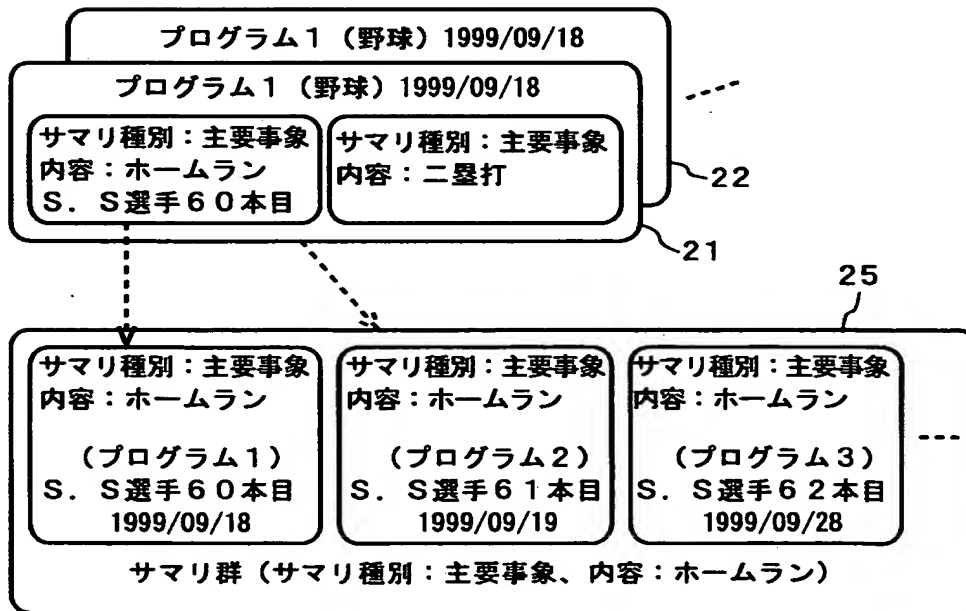 プログラム1（野球）1999/09/18
プログラム1（野球）1999/09/18
サマリ種別：主要事象
内容：ホームラン
S．S選手60本目
サマリ種別：主要事象
内容：二塁打
22
21
25
サマリ種別：主要事象
内容：ホームラン
（プログラム1）
S．S選手60本目
1999/09/18
サマリ種別：主要事象
内容：ホームラン
（プログラム2）
S．S選手61本目
1999/09/19
サマリ種別：主要事象
内容：ホームラン
（プログラム3）
S．S選手62本目
1999/09/28
サマリ群（サマリ種別：主要事象、内容：ホームラン）